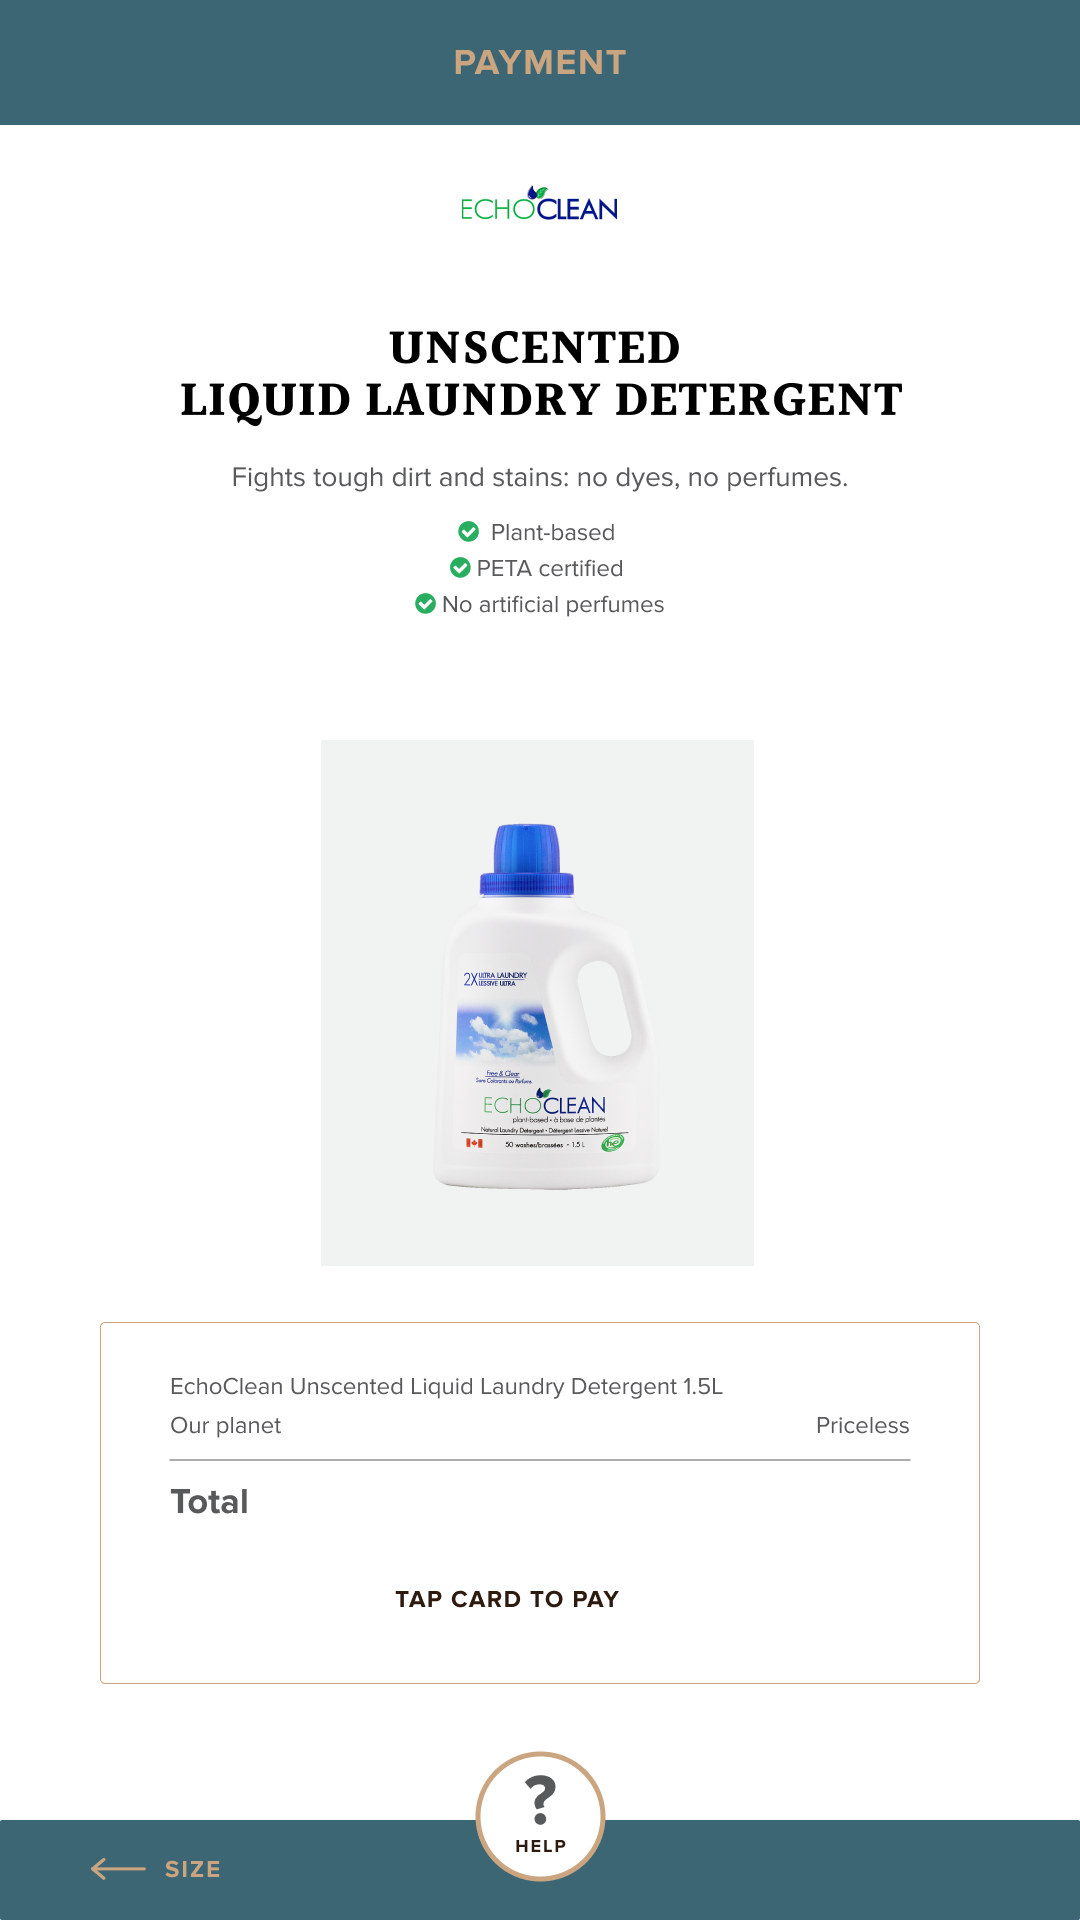 PAYMENT
ECHOCLEAN
UNSCENTED
LIQUID LAUNDRY DETERGENT
Fights tough dirt and stains: no dyes, no perfumes.
Plant-based
PETA certified
No artificial perfumes
2X ULTRA LAUNDRY
LESSIVE ULTRA
Free & Clear
Sans Colorants ou Parfums
ECHOCLEAN
plant-based • à base de plantes
Natural Laundry Detergent • Détergent Lessive Naturel
50 washes/brassées • 1.5 L
he
EchoClean Unscented Liquid Laundry Detergent 1.5L
Our planet Priceless
Total
TAP CARD TO PAY
?
HELP
SIZE